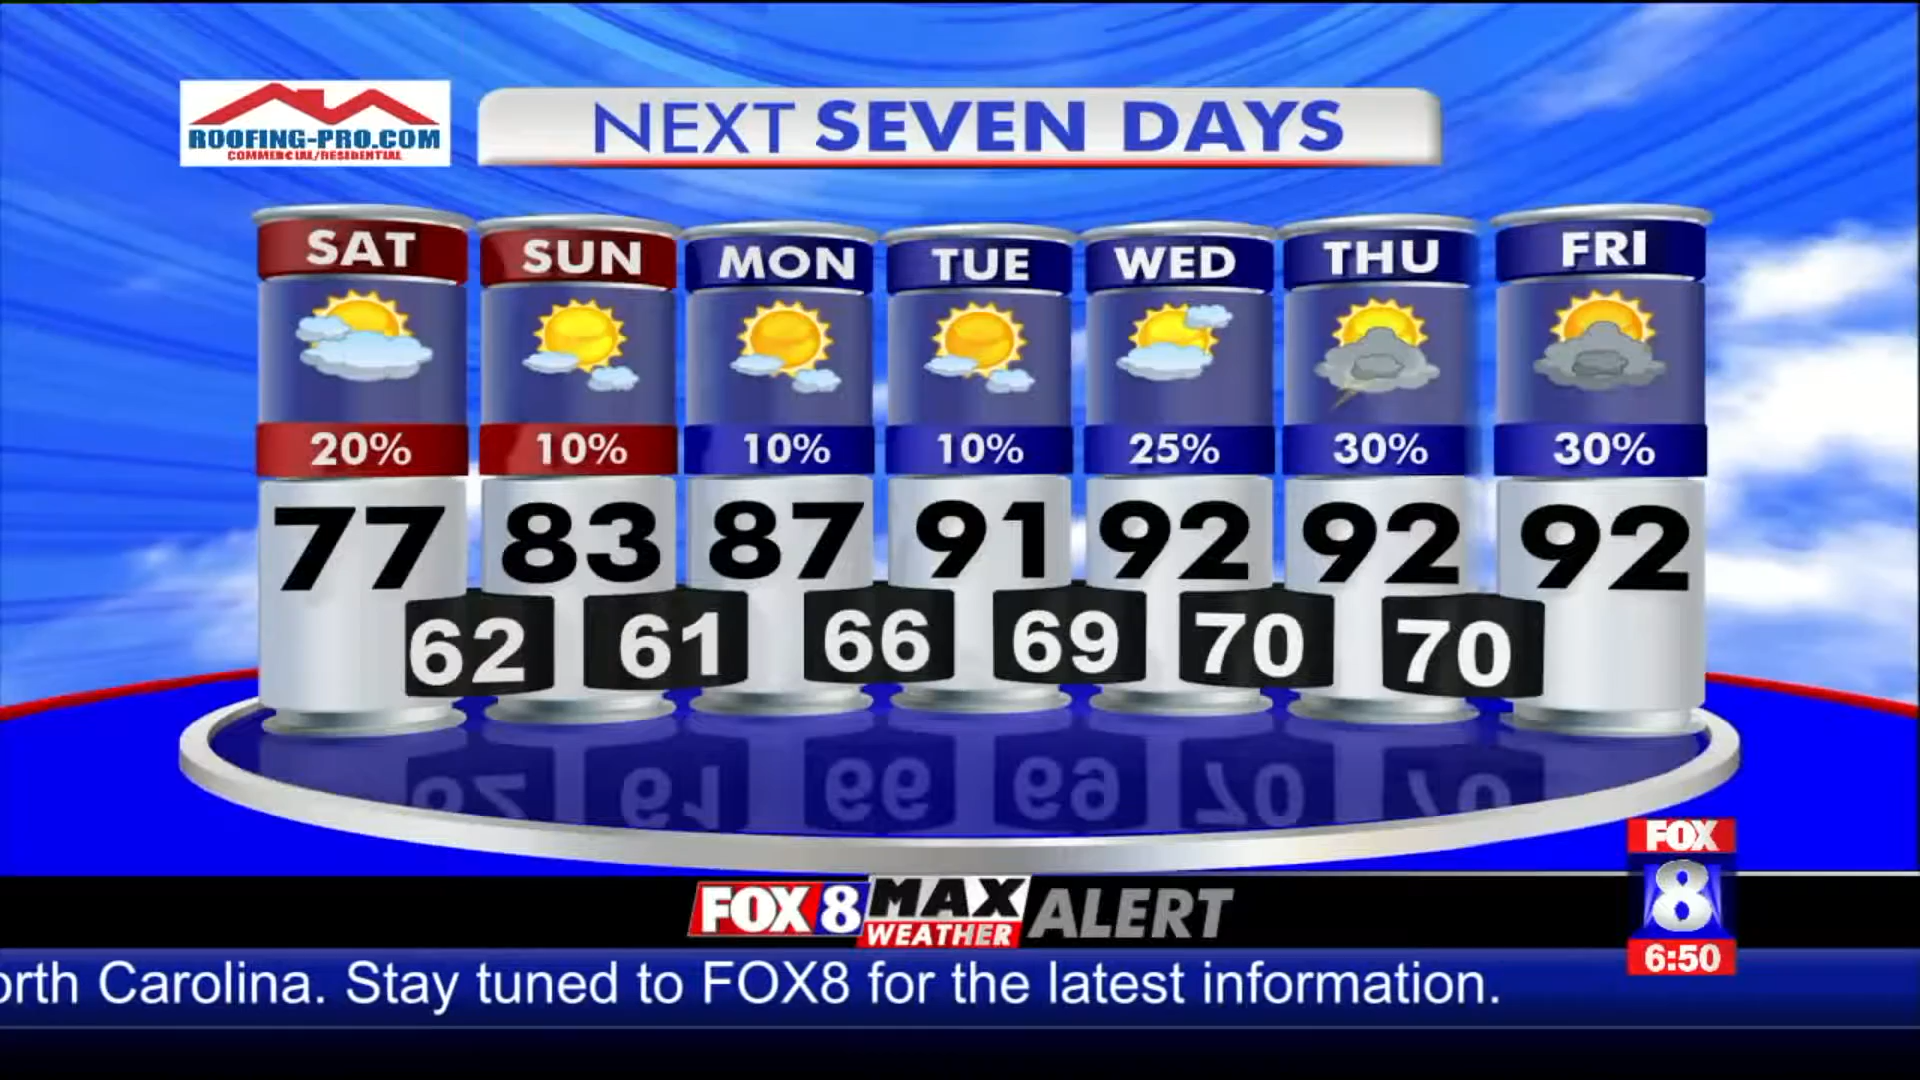 ROOFING-PRO.COM
COMMERCIAL/RESIDENTIAL
NEXT SEVEN DAYS
SAT SUN MON TUE WED THU FRI
20% 10% 10% 10% 25% 30% 30%
77 83 87 91 92 92 92
62 61 66 69 70 70
FOX 8 MAX WEATHER ALERT
FOX
8
6:50
orth Carolina. Stay tuned to FOX8 for the latest information.